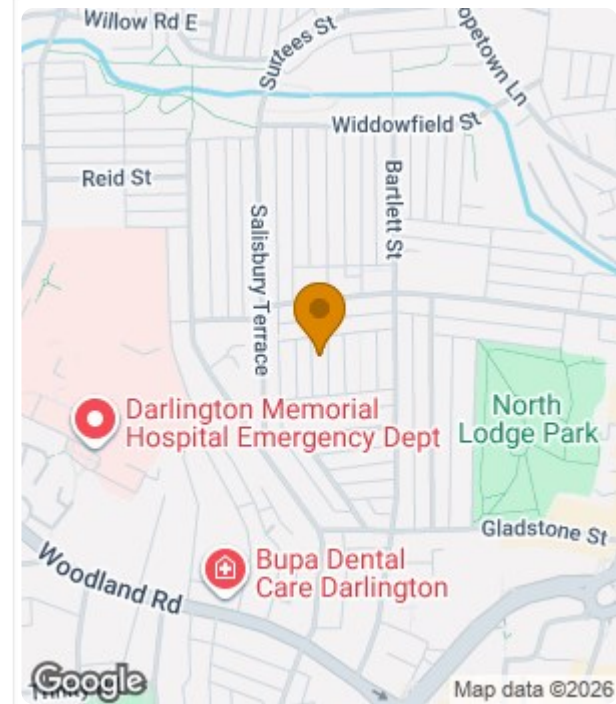 Willow Rd E
Surtees St
opetown Ln
Widdowfield St
Reid St
Bartlett St
Salisbury Terrace
Darlington Memorial
Hospital Emergency Dept
North
Lodge Park
Gladstone St
Bupa Dental
Care Darlington
Woodland Rd
Google
Map data ©2026